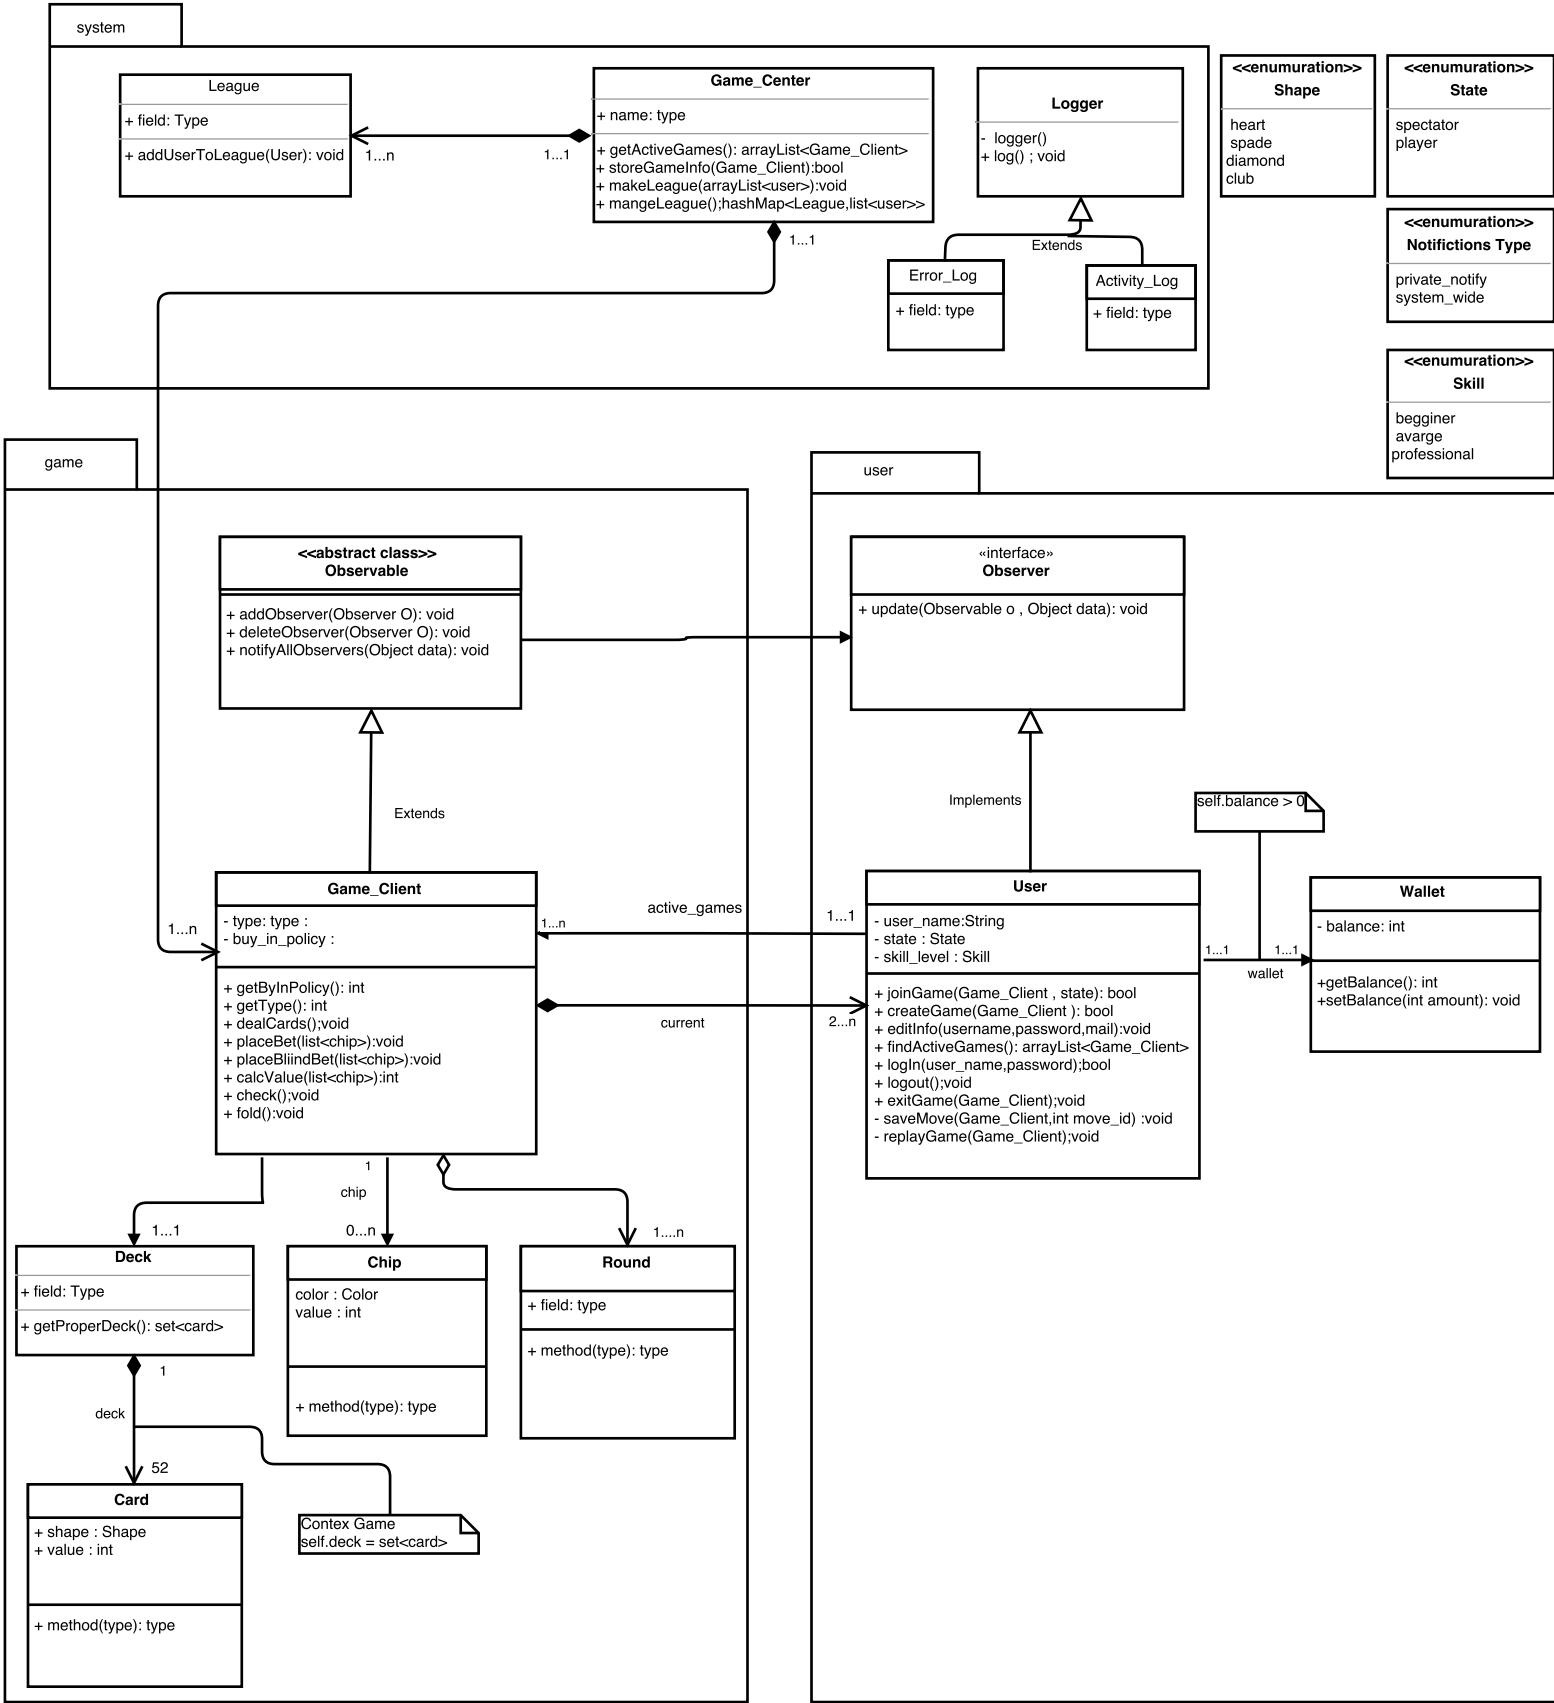 system
League
+ field: Type
+ addUserToLeague(User): void
1...n
1...1
Game_Center
+ name: type
+ getActiveGames(): arrayList<Game_Client>
+ storeGameInfo(Game_Client):bool
+ makeLeague(arrayList<user>):void
+ mangeLeague();hashMap<League,list<user>>
1...1
Logger
-  logger()
+ log() ; void
Extends
Error_Log
+ field: type
Activity_Log
+ field: type
<<enumuration>>
Shape
heart
spade
diamond
club
<<enumuration>>
State
spectator
player
<<enumuration>>
Notifictions Type
private_notify
system_wide
<<enumuration>>
Skill
begginer
avarge
professional
game
<<abstract class>>
Observable
+ addObserver(Observer O): void
+ deleteObserver(Observer O): void
+ notifyAllObservers(Object data): void
Extends
1...n
Game_Client
- type: type :
- buy_in_policy :
+ getByInPolicy(): int
+ getType(): int
+ dealCards();void
+ placeBet(list<chip>):void
+ placeBliindBet(list<chip>):void
+ calcValue(list<chip>):int
+ check();void
+ fold():void
active_games
1...n
1...1
current
2...n
user
«interface»
Observer
+ update(Observable o , Object data): void
Implements
User
- user_name:String
- state : State
- skill_level : Skill
+ joinGame(Game_Client , state): bool
+ createGame(Game_Client ): bool
+ editInfo(username,password,mail):void
+ findActiveGames(): arrayList<Game_Client>
+ logIn(user_name,password);bool
+ logout();void
+ exitGame(Game_Client);void
- saveMove(Game_Client,int move_id) :void
- replayGame(Game_Client);void
self.balance > 0
1...1
1...1
wallet
Wallet
- balance: int
+getBalance(): int
+setBalance(int amount): void
1...1
1
chip
0...n
1....n
Deck
+ field: Type
+ getProperDeck(): set<card>
Chip
color : Color
value : int
+ method(type): type
Round
+ field: type
+ method(type): type
1
deck
52
Card
+ shape : Shape
+ value : int
+ method(type): type
Contex Game
self.deck = set<card>